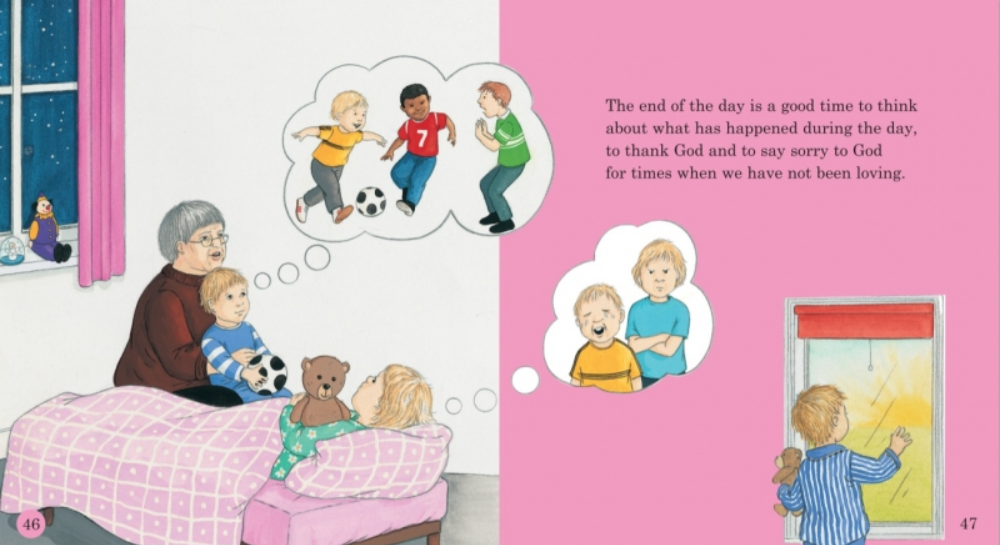 7
The end of the day is a good time to think
about what has happened during the day,
to thank God and to say sorry to God
for times when we have not been loving.
46
47